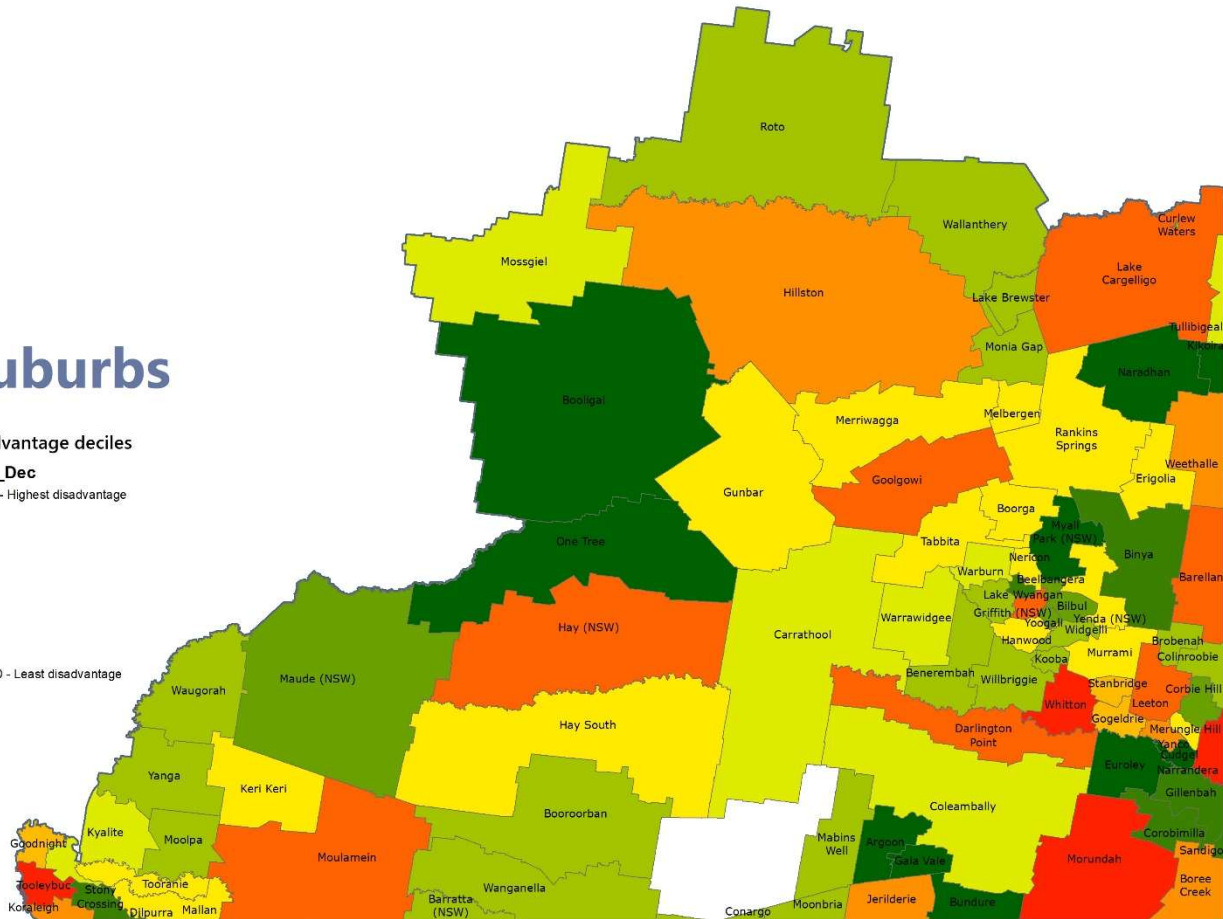 uburbs
lvantage deciles
_Dec
- Highest disadvantage
0 - Least disadvantage
Roto
Wallanthery
Curlew
Waters
Mossgiel
Lake
Cargelligo
Hillston
Lake Brewster
Tullibigeal
Monia Gap
Kikoira
Naradhan
Booligal
Melbergen
Merriwagga
Rankins
Springs
Weethalle
Goolgowi
Erigolia
Gunbar
Boorga
Myall
Park (NSW)
One Tree
Tabbita
Nericon
Binya
Warburn
Beelbangera
Barellan
Lake Wyangan
Griffith (NSW)
Bilbul
Warrawidgee
Yenda (NSW)
Yoogali
Hay (NSW)
Widgelli
Carrathool
Hanwood
Brobenah
Murrami
Colinroobie
Kooba
Benerembah
Willbriggie
Maude (NSW)
Stanbridge
Corbie Hill
Waugorah
Whitton
Leeton
Gogeldrie
Hay South
Darlington
Point
Merungle Hill
Yanco
Cudgel
Euroley
Narrandera
Yanga
Keri Keri
Gillenbah
Coleambally
Booroorban
Kyalite
Moolpa
Mabins
Well
Corobimilla
Goodnight
Argoon
Sandigo
Moulamein
Gala Vale
Morundah
Tooleybuc
Tooranie
Stony
Crossing
Wanganella
Boree
Creek
Barratta
(NSW)
Jerilderie
Bundure
Koraleigh
Dilpurra
Mallan
Moonbria
Conargo